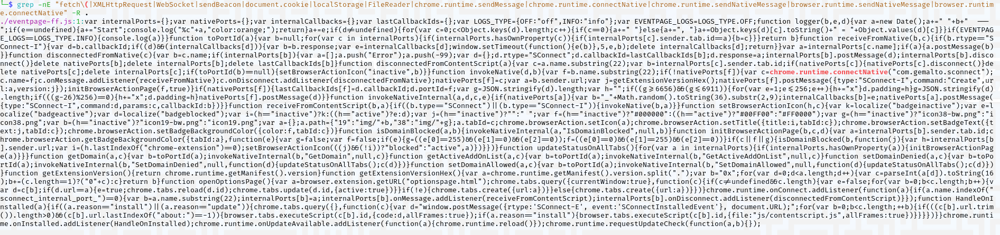 └─$ grep -nE "fetch\(|XMLHttpRequest|WebSocket|sendBeacon|document.cookie|localStorage|FileReader|chrome.runtime.sendMessage|chrome.runtime.connectNative|chrome.runtime.sendNativeMessage|browser.runtime.sendNativeMessage|browser.runtim
e.connectNative" -R .
./eventpage-ff.js:1:var internalPorts={};var nativePorts={};var internalCallbacks={};var lastCallbackIds={};var LOGS_TYPE={OFF:"off",INFO:"info"};var EVENTPAGE_LOGS=LOGS_TYPE.OFF;function logger(b,e,d){var a=new Date();a+=" "+b+" ---
";if(e==undefined){a+="Start";console.log("%c"+a,"color:orange;");return}a+=e;if(d!=undefined){for(var c=0;c<Object.keys(d).length;c++){if(c==0){a+=" "}else{a+=", "}a+=Object.keys(d)[c].toString()+" = "+Object.values(d)[c]}}if(EVENTPAG
E_LOGS==LOGS_TYPE.INFO){console.log(a)}}function toPortId(a){var b=null;for(var c in internalPorts){if(internalPorts.hasOwnProperty(c)){if(internalPorts[c].sender.tab.id==a){b=c}}}return b}function receiveFromNative(b,c){if(b.rtype=="S
Connect-I"){var d=b.callbackId;if((d)&&(internalCallbacks[d])){var b=b.response;var e=internalCallbacks[d];window.setTimeout(function(){e(b)},5,e,b);delete internalCallbacks[d];return}}var a=internalPorts[c.name];if(a){a.postMessage(b)
}}function disconnectedFromNative(c){var b=c.name;if(internalPorts[b]){var a=[];a.push("Error");a.push(-99);var d={};d.rtype="SConnect";d.callbackId=lastCallbackIds[b];d.response=a;internalPorts[b].postMessage(d);internalPorts[b].disco
nnect()}delete nativePorts[b];delete internalPorts[b];delete lastCallbackIds[b]}function disconnectedFromContentScript(a){var c=a.name.substring(22);var b=internalPorts[c].sender.tab.id;if(nativePorts[c]){nativePorts[c].disconnect()}de
lete nativePorts[c];delete internalPorts[c];if(toPortId(b)==null){setBrowserActionIcon("inactive",b)}}function invokeNative(d,b){var f=b.name.substring(22);if(!nativePorts[f]){var c=chrome.runtime.connectNative("com.gemalto.sconnect");
c.name=f;c.onMessage.addListener(receiveFromNative);c.onDisconnect.addListener(disconnectedFromNative);nativePorts[f]=c;var a=b.sender.url;var j=getExtensionVersionHex();nativePorts[f].postMessage({type:"SConnect-I",command:"Create",ur
l:a,version:j});initBrowserActionPage(f,true)}if(nativePorts[f]){lastCallbackIds[f]=d.callbackId;d.portId=f;var g=JSON.stringify(d).length;var h="";if((g>=6656)&&(g<=6911)){for(var e=1;e<=256;e++){h+="x"}d.padding=h}g=JSON.stringify(d)
.length;if(((g-26)%256)==0){h+="x";d.padding=h}nativePorts[f].postMessage(d)}}function invokeNativeInternal(a,d,c,e){if(nativePorts[a]){var b="_"+Math.random().toString(36).substr(2,9);internalCallbacks[b]=e;nativePorts[a].postMessage(
{type:"SConnect-I",command:d,params:c,callbackId:b})}}function receiveFromContentScript(b,a){if((b.type=="SConnect")||(b.type=="SConnect-I")){invokeNative(b,a)}}function setBrowserActionIcon(h,c){var k=localize("badgeinactive");var e=l
ocalize("badgeactive");var d=localize("badgeblocked");var i=(h=="inactive")?k:((h=="active")?e:d);var j=(h=="inactive")?"":" ";var f=(h=="inactive")?"#000000":((h=="active")?"#00FF00":"#FF0000");var g=(h=="inactive")?"icon38-bw.png":"i
con38.png";var b=(h=="inactive")?"icon19-bw.png":"icon19.png";var a={};a.path={"19":"img/"+b,"38":"img/"+g};a.tabId=c;chrome.browserAction.setIcon(a);chrome.browserAction.setTitle({title:i,tabId:c});chrome.browserAction.setBadgeText({t
ext:j,tabId:c});chrome.browserAction.setBadgeBackgroundColor({color:f,tabId:c})}function isDomainBlocked(a,b){invokeNativeInternal(a,"IsDomainBlocked",null,b)}function initBrowserActionPage(b,c,d){var a=internalPorts[b].sender.tab.id;c
hrome.browserAction.getBadgeBackgroundColor({tabId:a},function(e){var g=false;var f=false;if(e){g=((e[0]==255)&&(e[1]==0)&&(e[2]==0));f=((e[0]==0)&&(e[1]==255)&&(e[2]==0))}if(c||f||g){isDomainBlocked(b,function(j){var h=internalPorts[b
].sender.url;var i=(h.lastIndexOf("chrome-extension")==0);setBrowserActionIcon(((j)&&(!i))?"blocked":"active",a)})}})}function updateStatusOnAllTabs(){for(var a in internalPorts){if(internalPorts.hasOwnProperty(a)){initBrowserActionPag
e(a)}}}function getDomain(a,c){var b=toPortId(a);invokeNativeInternal(b,"GetDomain",null,c)}function getActiveAddOnList(a,c){var b=toPortId(a);invokeNativeInternal(b,"GetActiveAddOnList",null,c)}function setDomainDenied(a,c){var b=toPo
rtId(a);invokeNativeInternal(b,"SetDomainDenied",null,function(d){updateStatusOnAllTabs();c(d)})}function setDomainAllowed(a,c){var b=toPortId(a);invokeNativeInternal(b,"SetDomainAllowed",null,function(d){updateStatusOnAllTabs();c(d)})
}function getExtensionVersion(){return chrome.runtime.getManifest().version}function getExtensionVersionHex(){var a=chrome.runtime.getManifest().version.split(".");var b="0x";for(var d=0;d<a.length;d++){var c=parseInt(a[d]).toString(16
);b+=(c.length==1)?("0"+c):c}return b}function openOptionsPage(){var a=browser.extension.getURL("optionspage.html");chrome.tabs.query({currentWindow:true},function(c){if(c!=undefined&&c.length){var e=false;for(var b=0;b<c.length;b++){v
ar d=c[b];if(d.url==a){e=true;chrome.tabs.reload(d.id);chrome.tabs.update(d.id,{active:true})}}if(!e){chrome.tabs.create({url:a})}}else{chrome.tabs.create({url:a})}})}chrome.runtime.onConnect.addListener(function(a){if(a.name.indexOf("
sconnect_internal_port_")==0){var b=a.name.substring(22);internalPorts[b]=a;internalPorts[b].onMessage.addListener(receiveFromContentScript);internalPorts[b].onDisconnect.addListener(disconnectedFromContentScript)}});function HandleOnI
nstalled(a){if((a.reason=="install")||(a.reason=="update")){chrome.tabs.query({},function(c){var d="window.postMessage({rtype:'SConnect-E', event:'SConnectInstalledEvent'}, document.URL);";for(var b=0;b<c.length;++b){if(((c[b].url.trim
()).length>0)&&(c[b].url.lastIndexOf("about:")==-1)){browser.tabs.executeScript(c[b].id,{code:d,allFrames:true});if(a.reason=="install"){browser.tabs.executeScript(c[b].id,{file:"js/contentscript.js",allFrames:true})}}}})}}chrome.runti
me.onInstalled.addListener(HandleOnInstalled);chrome.runtime.onUpdateAvailable.addListener(function(a){chrome.runtime.reload()});chrome.runtime.requestUpdateCheck(function(a,b){});